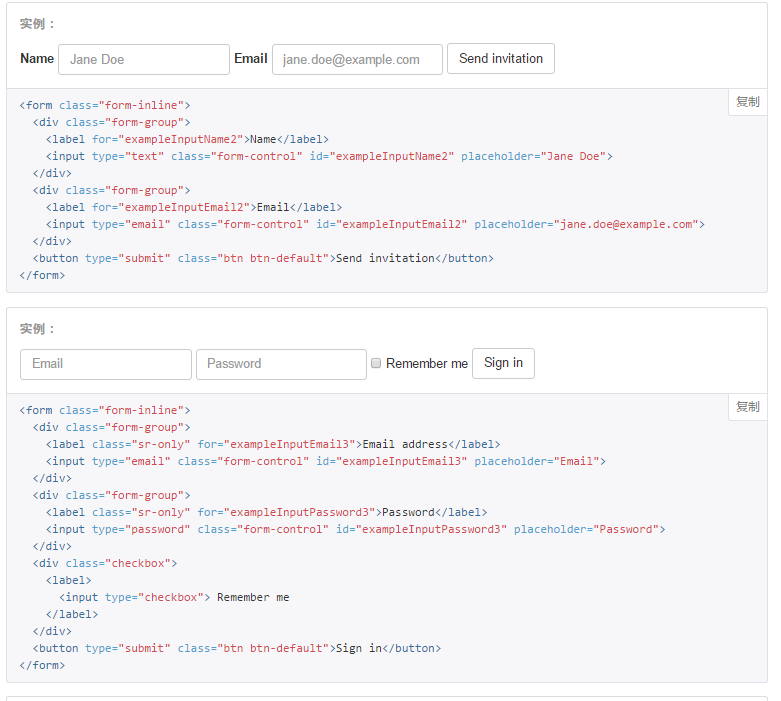 实例：
Name Jane Doe Email jane.doe@example.com Send invitation
复制
<form class="form-inline">
  <div class="form-group">
    <label for="exampleInputName2">Name</label>
    <input type="text" class="form-control" id="exampleInputName2" placeholder="Jane Doe">
  </div>
  <div class="form-group">
    <label for="exampleInputEmail2">Email</label>
    <input type="email" class="form-control" id="exampleInputEmail2" placeholder="jane.doe@example.com">
  </div>
  <button type="submit" class="btn btn-default">Send invitation</button>
</form>
实例：
Email Password Remember me Sign in
复制
<form class="form-inline">
  <div class="form-group">
    <label class="sr-only" for="exampleInputEmail3">Email address</label>
    <input type="email" class="form-control" id="exampleInputEmail3" placeholder="Email">
  </div>
  <div class="form-group">
    <label class="sr-only" for="exampleInputPassword3">Password</label>
    <input type="password" class="form-control" id="exampleInputPassword3" placeholder="Password">
  </div>
  <div class="checkbox">
    <label>
      <input type="checkbox"> Remember me
    </label>
  </div>
  <button type="submit" class="btn btn-default">Sign in</button>
</form>